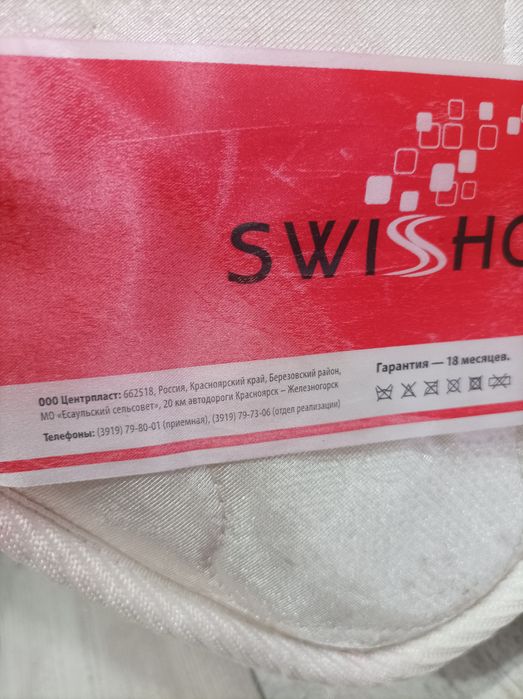 SWISSHO
Гарантия — 18 месяцев.
ООО Центрпласт: 662518, Россия, Красноярский край, Березовский район,
МО «Есаульский сельсовет», 20 км автодороги Красноярск – Железногорск
Телефоны: (3919) 79-80-01 (приемная), (3919) 79-73-06 (отдел реализации)